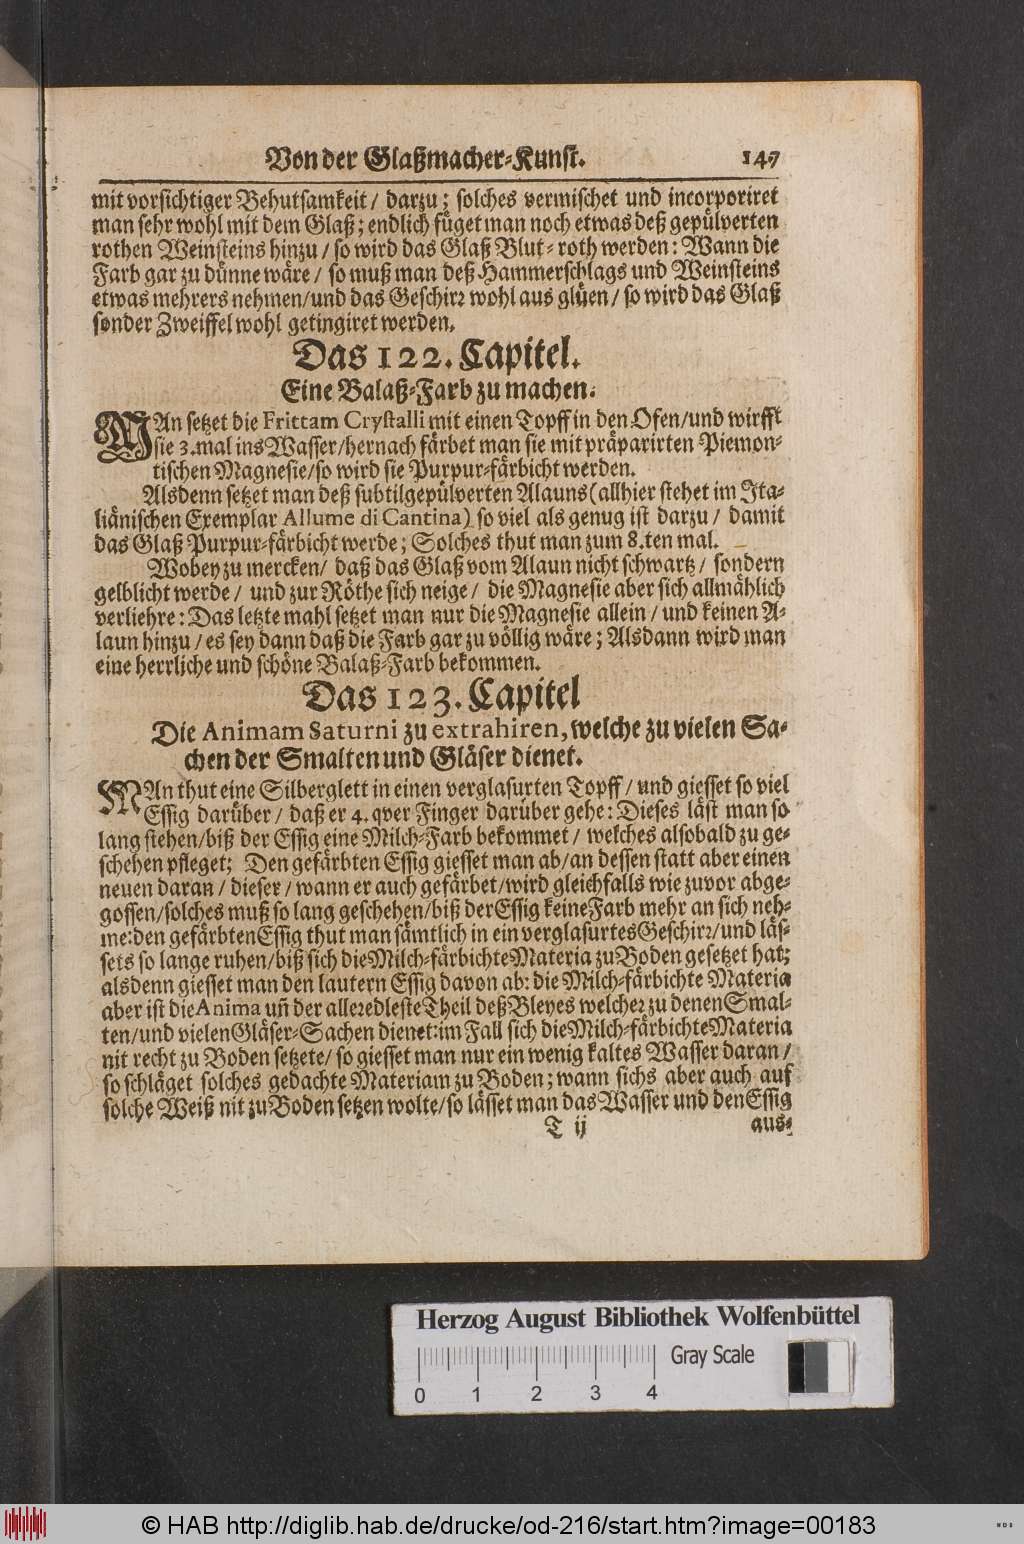 Von der Glaßmacher-Kunst. 147
mit vorsichtiger Behutsamkeit / darzu; solches vermischet und incorporiret
man sehr wohl mit dem Glaß; endlich füget man noch etwas deß gepülverten
rothen Weinsteins hinzu / so wird das Glaß Blut-roth werden: Wann die
Farb gar zu dünne wäre / so muß man deß Hammerschlags und Weinsteins
etwas mehrers nehmen/und das Geschirr wohl aus glüen / so wird das Glaß
sonder Zweiffel wohl getingiret werden.
Das 122. Capitel.
Eine Balaß-Farb zu machen.
MAn setzet die Frittam Crystalli mit einen Topff in den Ofen/und wirfft
sie 3.mal ins Wasser/hernach färbet man sie mit präparirten Piemon-
tischen Magnesie/so wird sie Purpur-färbicht werden.
Alsdenn setzet man deß subtilgepülverten Alauns (allhier stehet im Ita-
liänischen Exemplar Allume di Cantina) so viel als genug ist darzu / damit
das Glaß Purpur-färbicht werde; Solches thut man zum 8.ten mal.
Wobey zu mercken/ daß das Glaß vom Alaun nicht schwartz / sondern
gelblicht werde / und zur Röthe sich neige / die Magnesie aber sich allmählich
verliehre: Das letzte mahl setzet man nur die Magnesie allein / und keinen A-
laun hinzu / es sey dann daß die Farb gar zu völlig wäre; Alsdann wird man
eine herrliche und schöne Balaß-Farb bekommen.
Das 123. Capitel
Die Animam Saturni zu extrahiren, welche zu vielen Sa-
chen der Smalten und Gläser dienet.
MAn thut eine Silberglett in einen verglasurten Topff / und giesset so viel
Essig darüber / daß er 4. qver Finger darüber gehe: Dieses läst man so
lang stehen/biß der Essig eine Milch-Farb bekommet / welches alsobald zu ge-
schehen pfleget; Den gefärbten Essig giesset man ab/an dessen statt aber einen
neuen daran / dieser / wann er auch gefärbet/wird gleichfalls wie zuvor abge-
gossen/solches muß so lang geschehen/biß der Essig keine Farb mehr an sich neh-
me:den gefärbten Essig thut man sämtlich in ein verglasurtes Geschirr/und läs-
sets so lange ruhen/biß sich die Milch-färbichte Materia zu Boden gesetzet hat;
alsdenn giesset man den lautern Essig davon ab: die Milch-färbichte Materia
aber ist die Anima uñ der alleredleste Theil deß Bleyes welcher zu denen Smal-
ten/und vielen Gläser-Sachen dienet:im Fall sich die Milch-färbichte Materia
nit recht zu Boden setzete / so giesset man nur ein wenig kaltes Wasser daran /
so schläget solches gedachte Materiam zu Boden; wann sichs aber auch auf
solche Weiß nit zu Boden setzen wolte/so lässet man das Wasser und den Essig
T ij aus-
Herzog August Bibliothek Wolfenbüttel
Gray Scale
0 1 2 3 4
© HAB http://diglib.hab.de/drucke/od-216/start.htm?image=00183